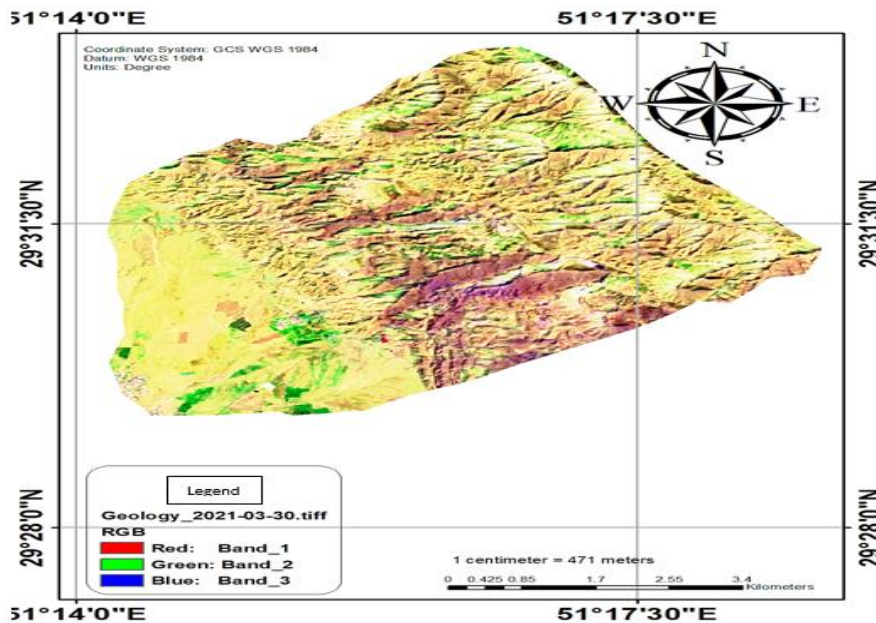 51°14'0"E 51°17'30"E
Coordinate System: GCS WGS 1984
Datum: WGS 1984
Units: Degree
N
W E
S
29°31'30"N 29°31'30"N
Legend
Geology_2021-03-30.tiff
RGB
Red: Band_1
Green: Band_2
Blue: Band_3
29°28'0"N 29°28'0"N
1 centimeter = 471 meters
0 0.425 0.85 1.7 2.55 3.4
Kilometers
51°14'0"E 51°17'30"E